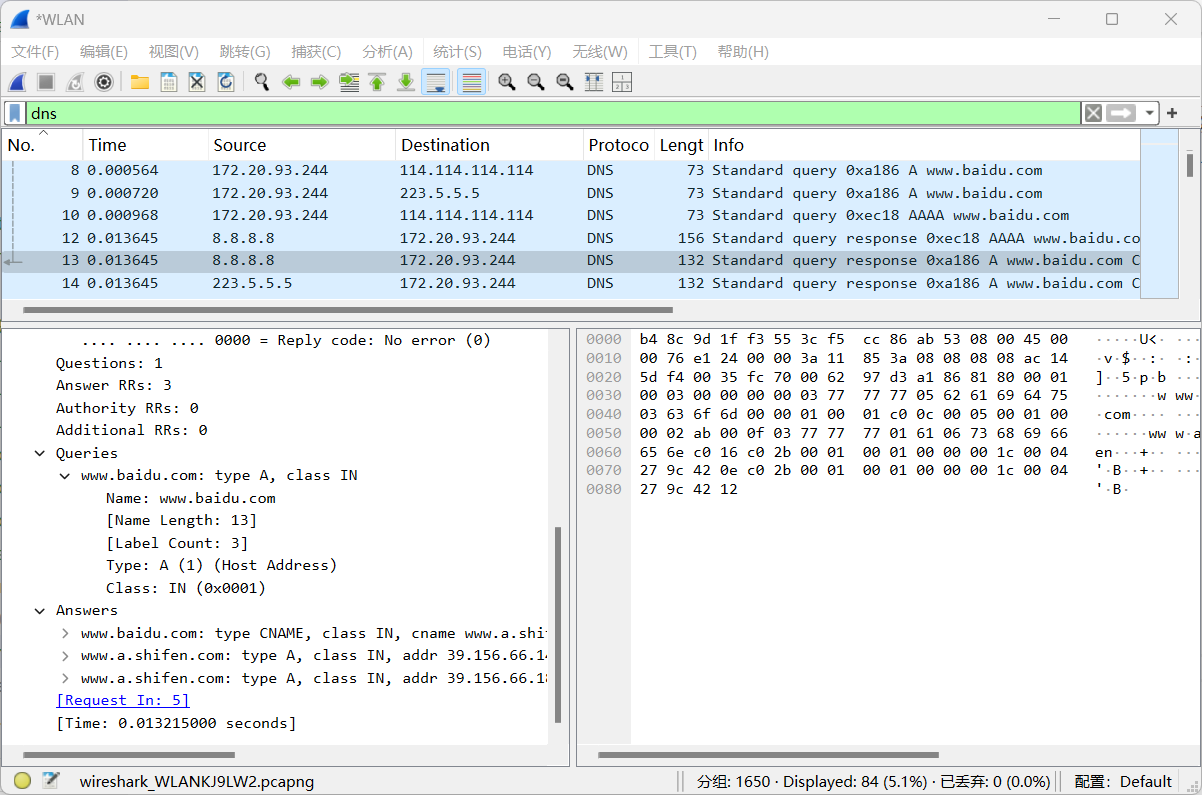 *WLAN
文件(F) 编辑(E) 视图(V) 跳转(G) 捕获(C) 分析(A) 统计(S) 电话(Y) 无线(W) 工具(T) 帮助(H)
dns
No. Time Source Destination Protoco Lengt Info
8 0.000564 172.20.93.244 114.114.114.114 DNS 73 Standard query 0xa186 A www.baidu.com
9 0.000720 172.20.93.244 223.5.5.5 DNS 73 Standard query 0xa186 A www.baidu.com
10 0.000968 172.20.93.244 114.114.114.114 DNS 73 Standard query 0xec18 AAAA www.baidu.com
12 0.013645 8.8.8.8 172.20.93.244 DNS 156 Standard query response 0xec18 AAAA www.baidu.co
13 0.013645 8.8.8.8 172.20.93.244 DNS 132 Standard query response 0xa186 A www.baidu.com C
14 0.013645 223.5.5.5 172.20.93.244 DNS 132 Standard query response 0xa186 A www.baidu.com C
.... .... .... 0000 = Reply code: No error (0)
Questions: 1
Answer RRs: 3
Authority RRs: 0
Additional RRs: 0
Queries
www.baidu.com: type A, class IN
Name: www.baidu.com
[Name Length: 13]
[Label Count: 3]
Type: A (1) (Host Address)
Class: IN (0x0001)
Answers
www.baidu.com: type CNAME, class IN, cname www.a.shi
www.a.shifen.com: type A, class IN, addr 39.156.66.14
www.a.shifen.com: type A, class IN, addr 39.156.66.18
[Request In: 5]
[Time: 0.013215000 seconds]
0000 b4 8c 9d 1f f3 55 3c f5 cc 86 ab 53 08 00 45 00 ·····U< · ····
0010 00 76 e1 24 00 00 3a 11 85 3a 08 08 08 08 ac 14 ·v·$··:· ·:
0020 5d f4 00 35 fc 70 00 62 97 d3 a1 86 81 80 00 01 ]··5·p·b ····
0030 00 03 00 00 00 00 03 77 77 77 05 62 61 69 64 75 ·······w ww
0040 03 63 6f 6d 00 00 01 00 01 c0 0c 00 05 00 01 00 ·com···· ····
0050 00 02 ab 00 0f 03 77 77 77 01 61 06 73 68 69 66 ······ww w·a
0060 65 6e c0 16 c0 2b 00 01 00 01 00 00 00 1c 00 04 en···+·· ····
0070 27 9c 42 0e c0 2b 00 01 00 01 00 00 00 1c 00 04 '·B··+·· ····
0080 27 9c 42 12 '·B·
wireshark_WLANKJ9LW2.pcapng 分组: 1650 · Displayed: 84 (5.1%) · 已丢弃: 0 (0.0%) 配置: Default